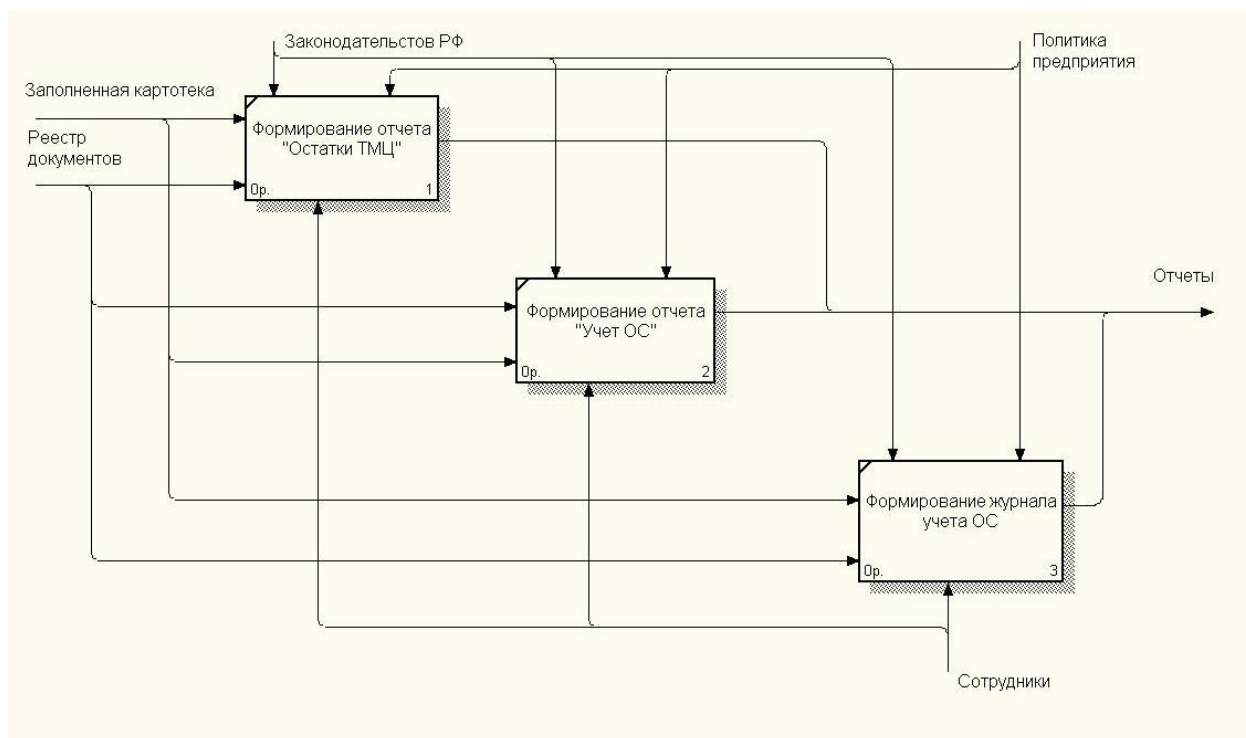 Законодательстов РФ
Политика
предприятия
Заполненная картотека
Реестр
документов
Формирование отчета
"Остатки ТМЦ"
0р. 1
Отчеты
Формирование отчета
"Учет ОС"
0р. 2
Формирование журнала
учета ОС
0р. 3
Сотрудники